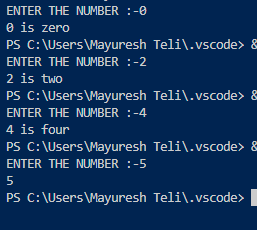 ENTER THE NUMBER :-0
0 is zero
PS C:\Users\Mayuresh Teli\.vscode> &
ENTER THE NUMBER :-2
2 is two
PS C:\Users\Mayuresh Teli\.vscode> &
ENTER THE NUMBER :-4
4 is four
PS C:\Users\Mayuresh Teli\.vscode> &
ENTER THE NUMBER :-5
5
PS C:\Users\Mayuresh Teli\.vscode>